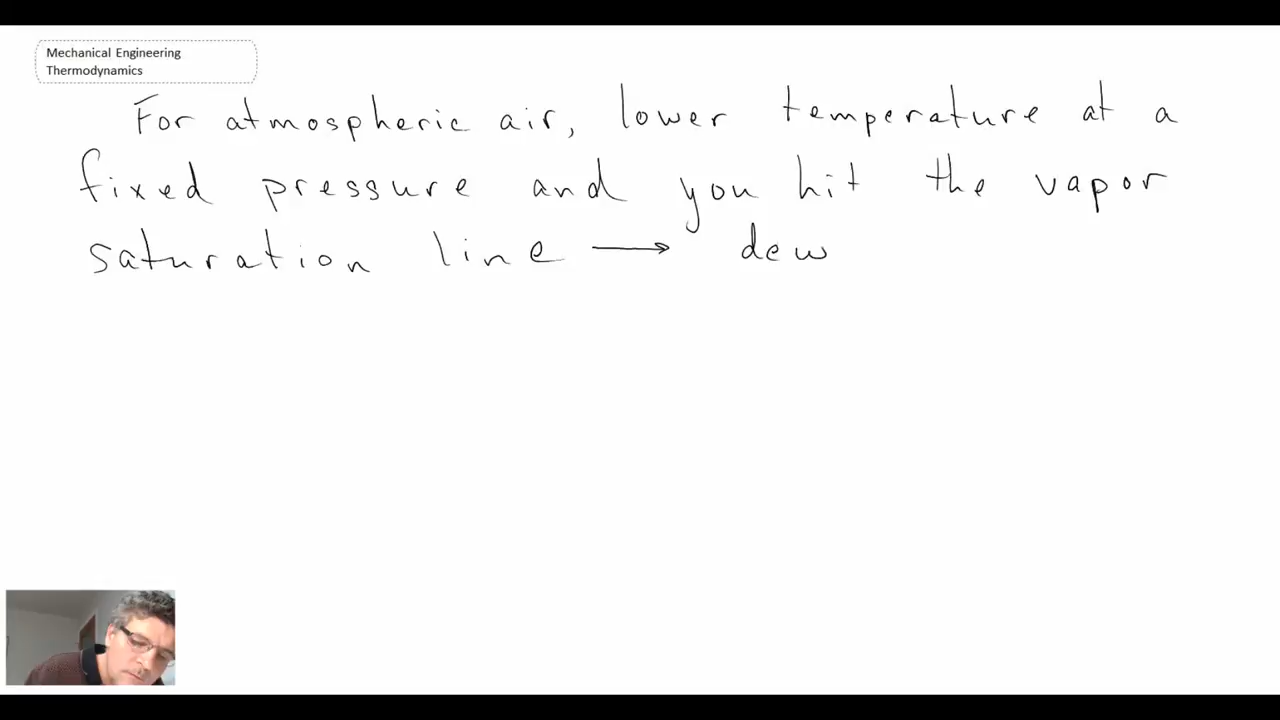 Mechanical Engineering
Thermodynamics
For atmospheric air, lower temperature at a
fixed pressure and you hit the vapor
saturation line → dew